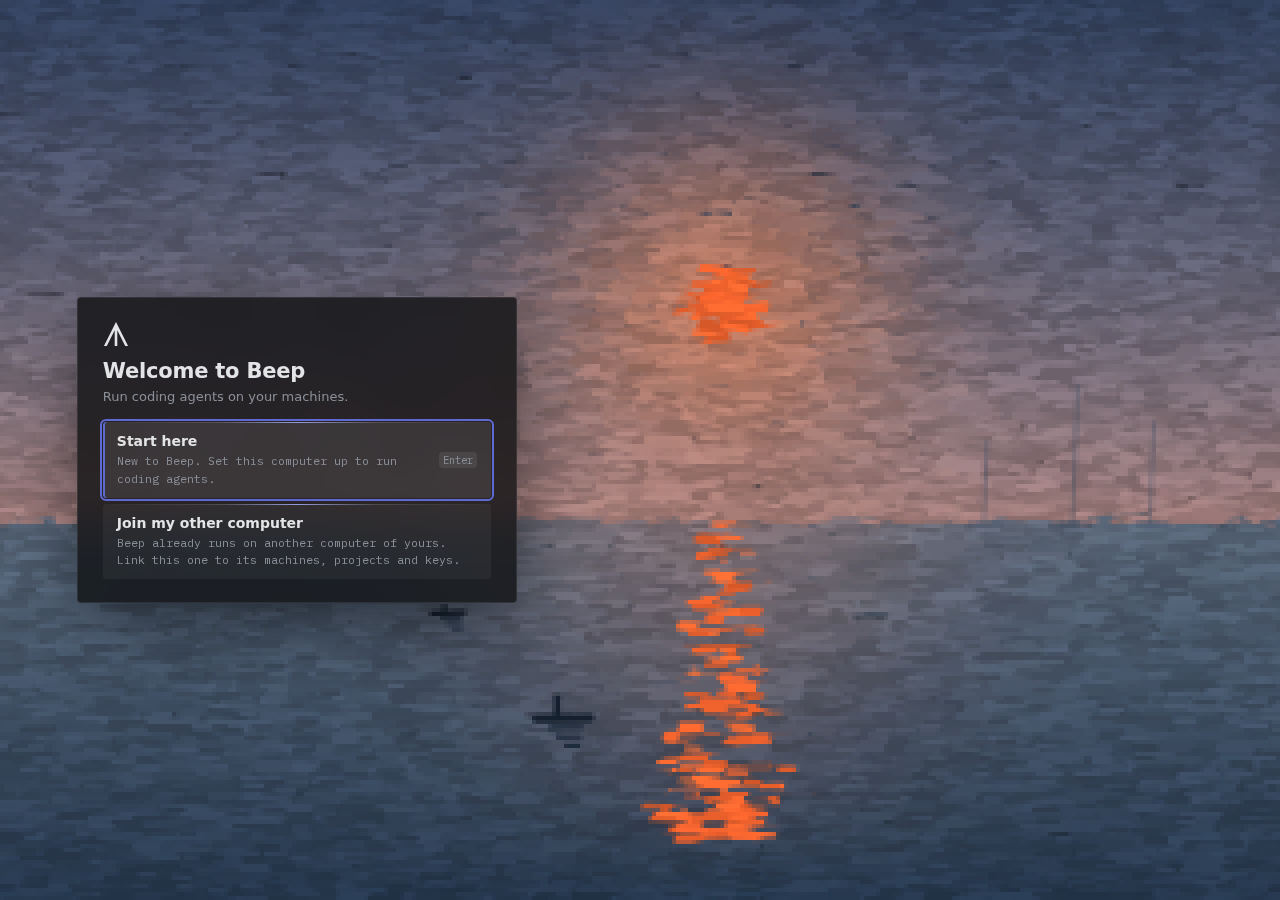 Welcome to Beep
Run coding agents on your machines.
Start here
New to Beep. Set this computer up to run
coding agents.
Enter
Join my other computer
Beep already runs on another computer of yours.
Link this one to its machines, projects and keys.